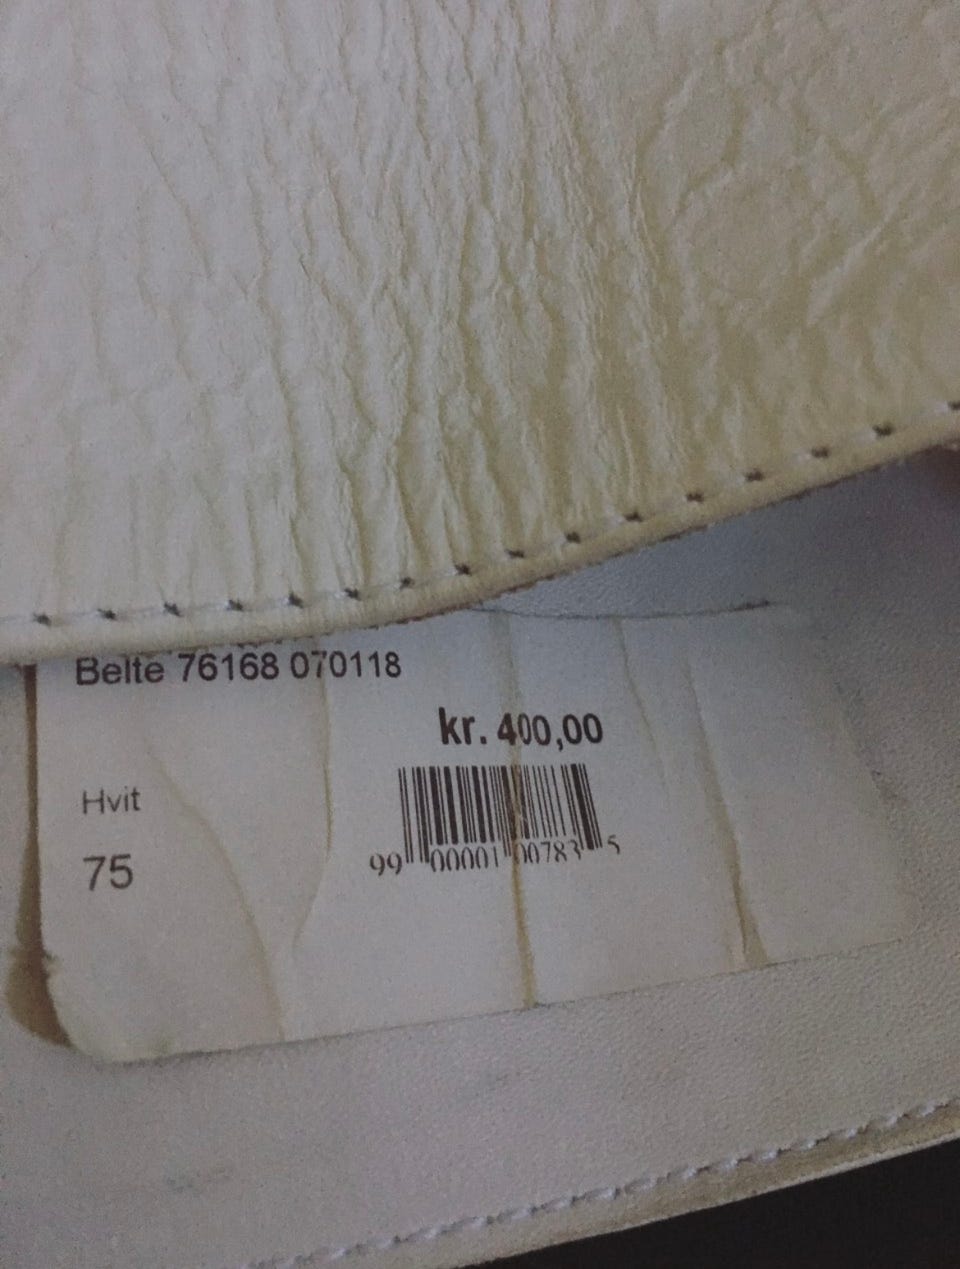 Belte 76168 070118
kr. 400,00
Hvit
75
99 00001 00783 5